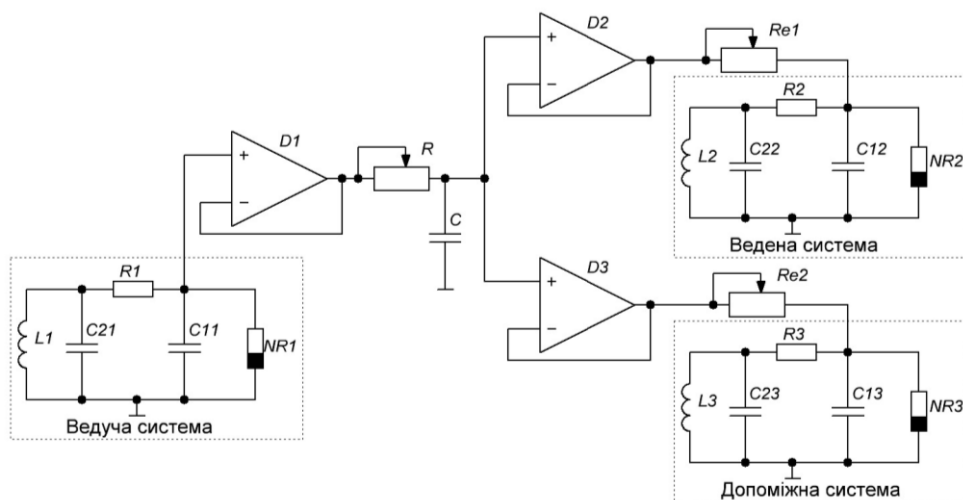 D2
+
−
Re1
R2
L2
C22
C12
NR2
Ведена система
D1
+
−
R
C
D3
+
−
Re2
R1
L1
C21
C11
NR1
Ведуча система
R3
L3
C23
C13
NR3
Допоміжна система